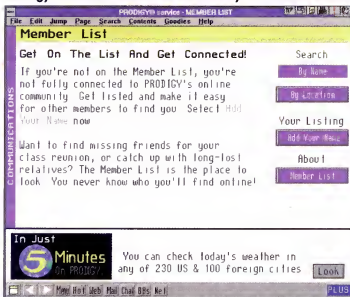 PRODIGY® service - MEMBER LIST
File Edit Jump Page Search Contents Goodies Help
Member List
Get On The List And Get Connected!
If you're not on the Member List, you're
not fully connected to PRODIGY's online
community Get listed and make it easy
for other members to find you Select Add
Your Name now
Want to find missing friends for your
class reunion, or catch up with long-lost
relatives? The Member List is the place to
look You never know who you'll find online!
COMMUNICATIONS
Search
By Name
By Location
Your Listing
Add Your Name
About
Member List
In Just
5 Minutes
On PRODIGY
You can check today's weather in
any of 230 US & 100 foreign cities
Look
Hot Web Mail Chat BBs
PLUS